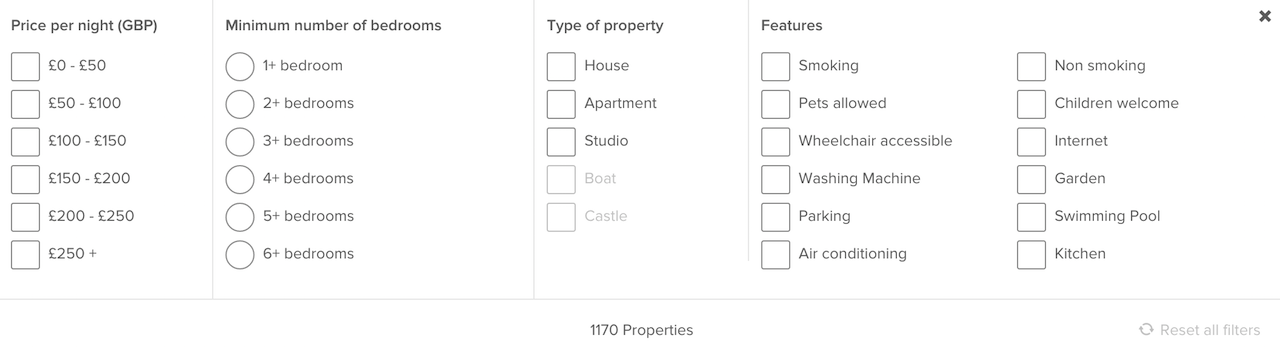 Price per night (GBP)
£0 - £50
£50 - £100
£100 - £150
£150 - £200
£200 - £250
£250 +
Minimum number of bedrooms
1+ bedroom
2+ bedrooms
3+ bedrooms
4+ bedrooms
5+ bedrooms
6+ bedrooms
Type of property
House
Apartment
Studio
Boat
Castle
Features
Smoking
Pets allowed
Wheelchair accessible
Washing Machine
Parking
Air conditioning
Non smoking
Children welcome
Internet
Garden
Swimming Pool
Kitchen
1170 Properties
Reset all filters